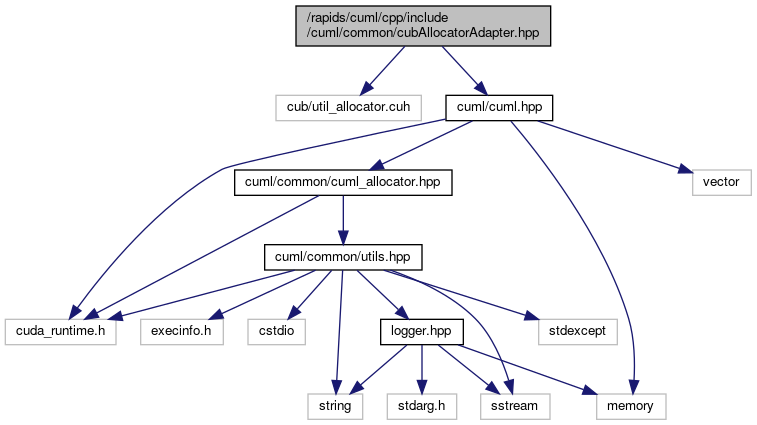 /rapids/cuml/cpp/include
/cuml/common/cubAllocatorAdapter.hpp
cub/util_allocator.cuh
cuml/cuml.hpp
cuml/common/cuml_allocator.hpp
vector
cuml/common/utils.hpp
cuda_runtime.h
execinfo.h
cstdio
logger.hpp
stdexcept
string
stdarg.h
sstream
memory